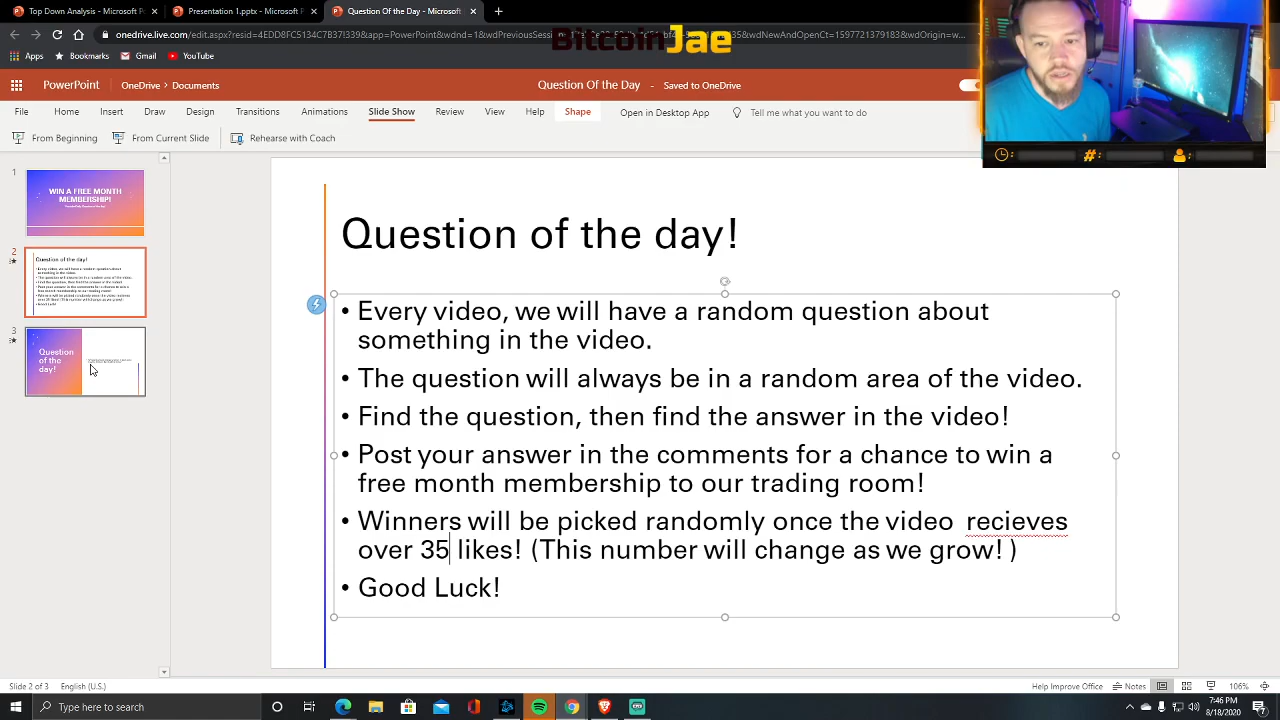 Top Down Analysis - Muted M
Presentation 1.pptx - Microsoft
Question Of the Day - Microsoft
BitcoinJae
Apps
Bookmarks
Gmail
YouTube
PowerPoint
OneDrive > Documents
Question Of the Day - Saved to OneDrive
File
Home
Insert
Draw
Design
Transitions
Animations
Slide Show
Review
View
Help
Shape
Open in Desktop App
Tell me what you want to do
From Beginning
From Current Slide
Rehearse with Coach
1
WIN A FREE MONTH
MEMBERSHIP!
2
Question of the day!
3
Question
of the
day!
Question of the day!
• Every video, we will have a random question about
something in the video.
• The question will always be in a random area of the video.
• Find the question, then find the answer in the video!
• Post your answer in the comments for a chance to win a
free month membership to our trading room!
• Winners will be picked randomly once the video recieves
over 35 likes! (This number will change as we grow! )
• Good Luck!
Slide 2 of 3
English (U.S.)
Help Improve Office
Notes
106%
Type here to search
7:46 PM
8/18/2020